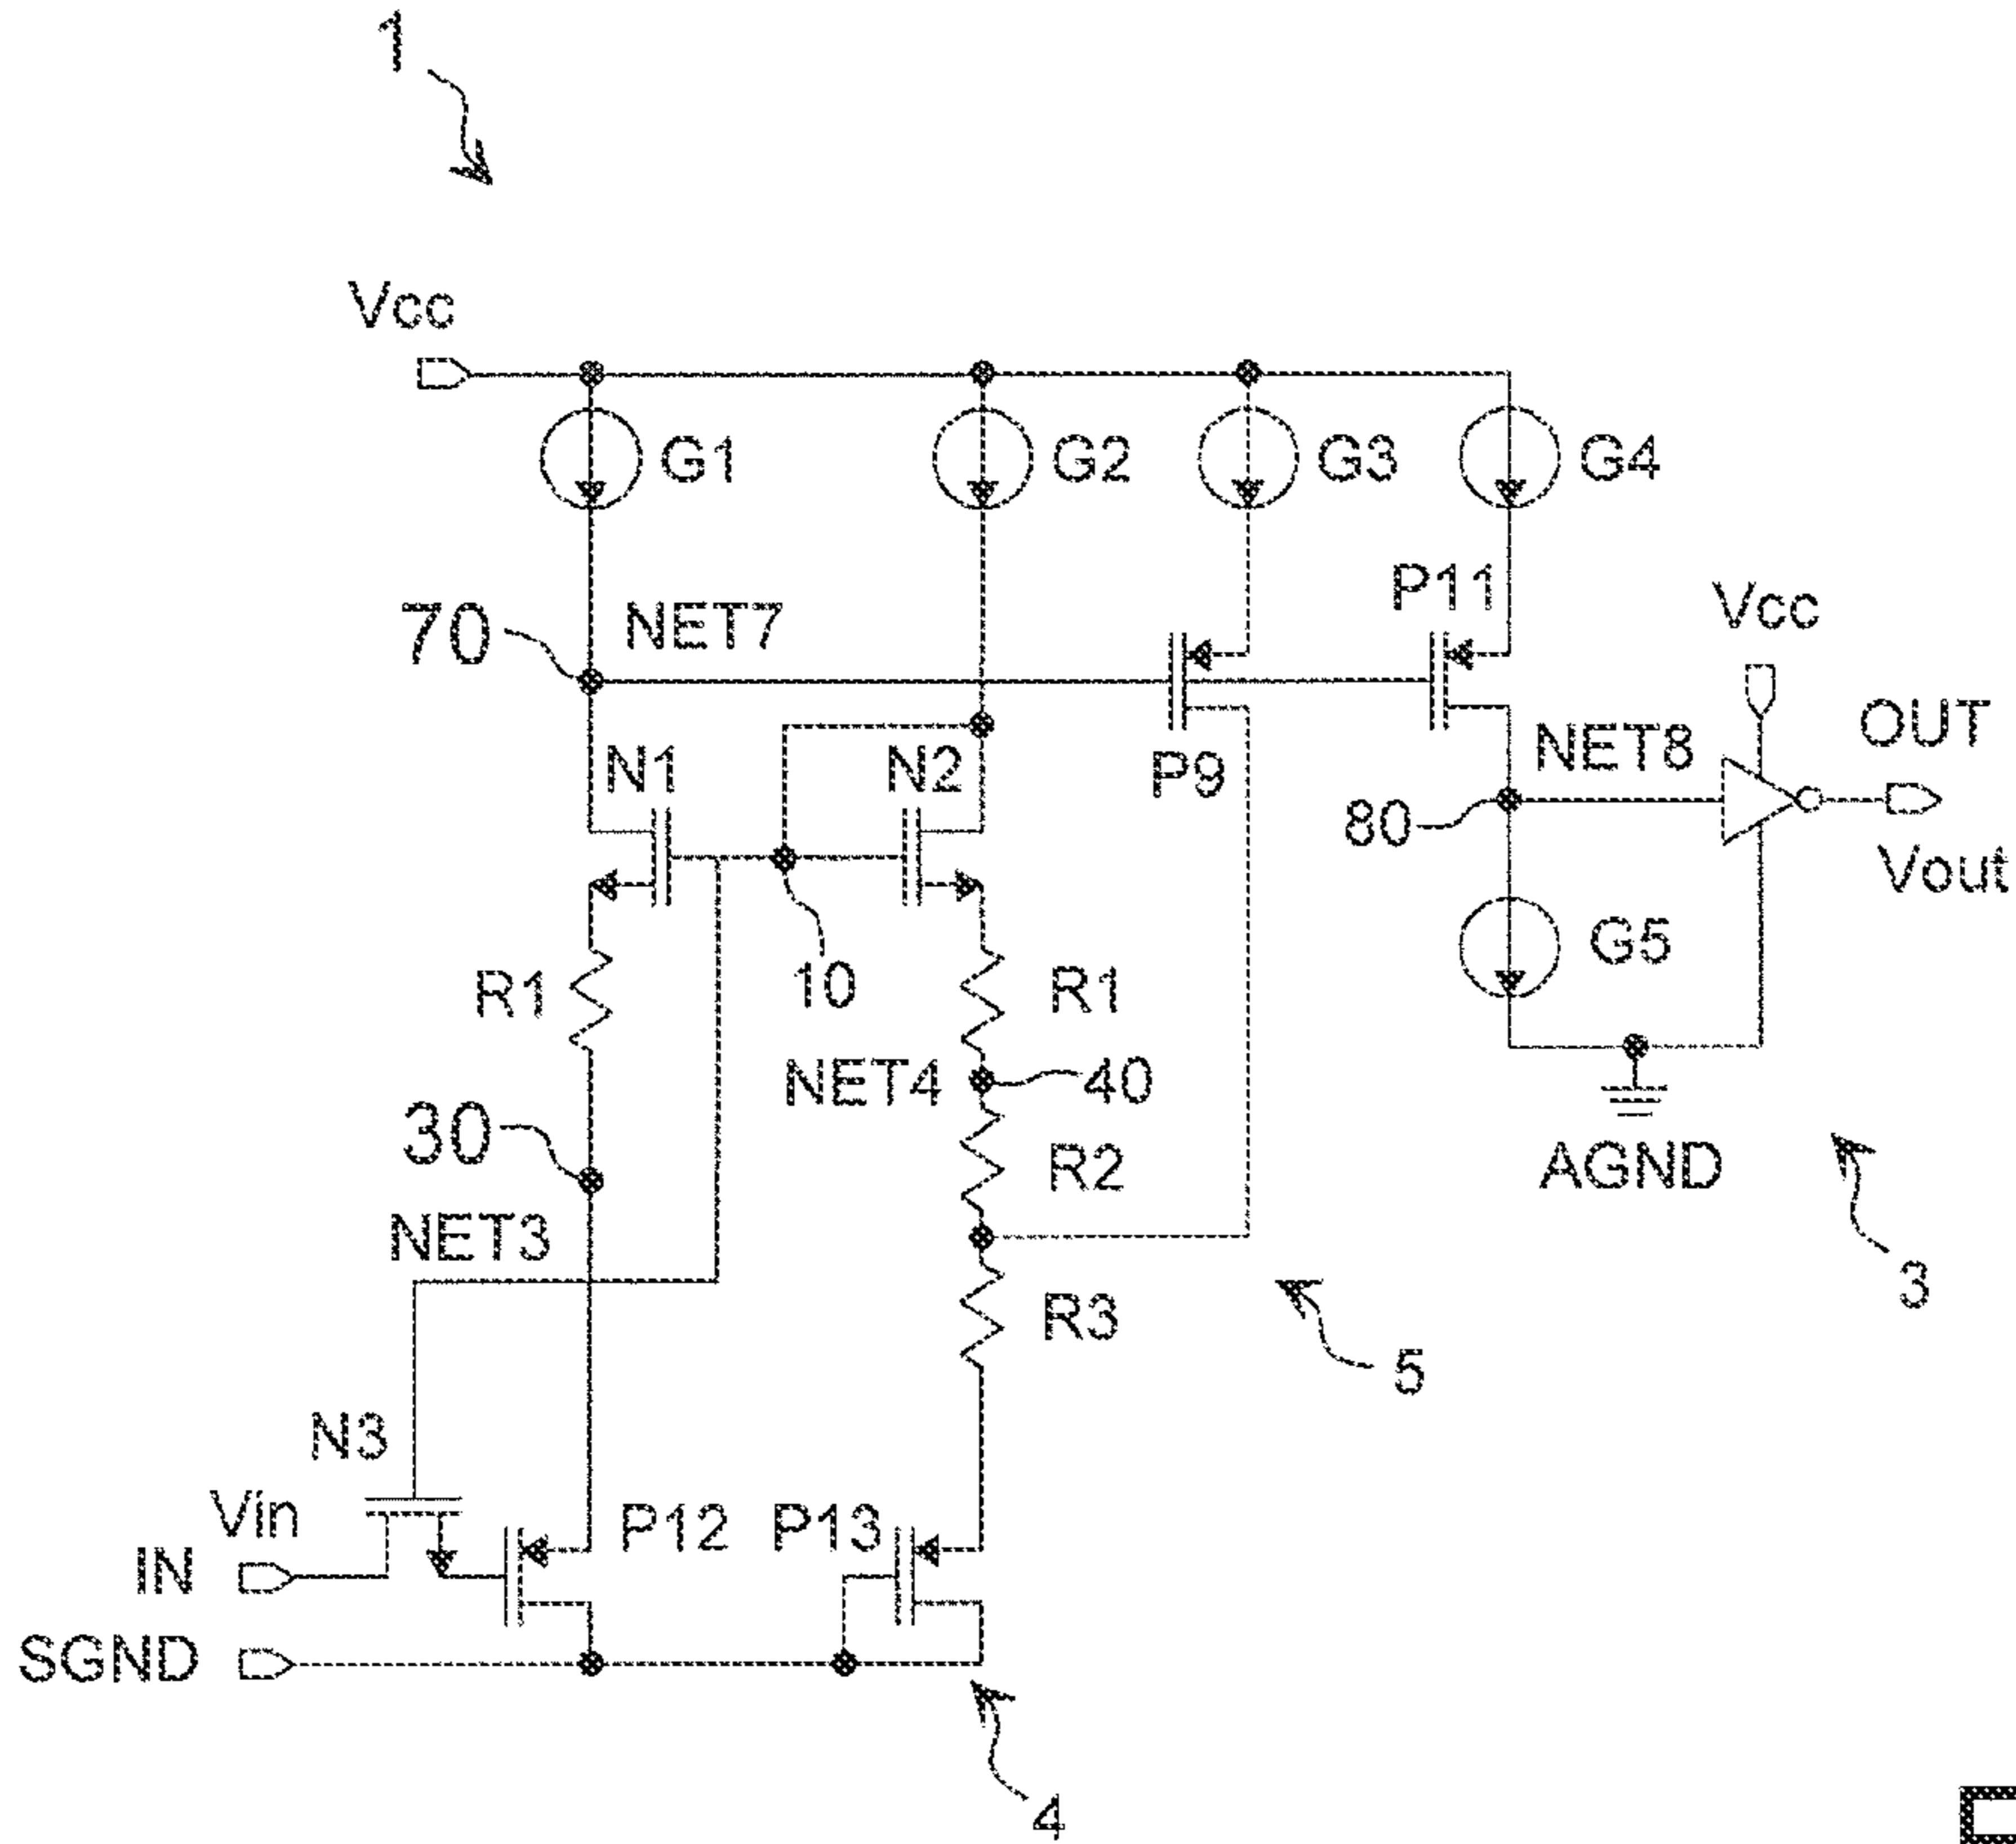 1
Vcc
G1
G2
G3
G4
P11
Vcc
70
NET7
N1
N2
P9
NET8
OUT
80
Vout
R1
10
R1
G5
NET4
40
30
R2
AGND
NET3
R3
3
5
N3
Vin
P12
P13
IN
SGND
4